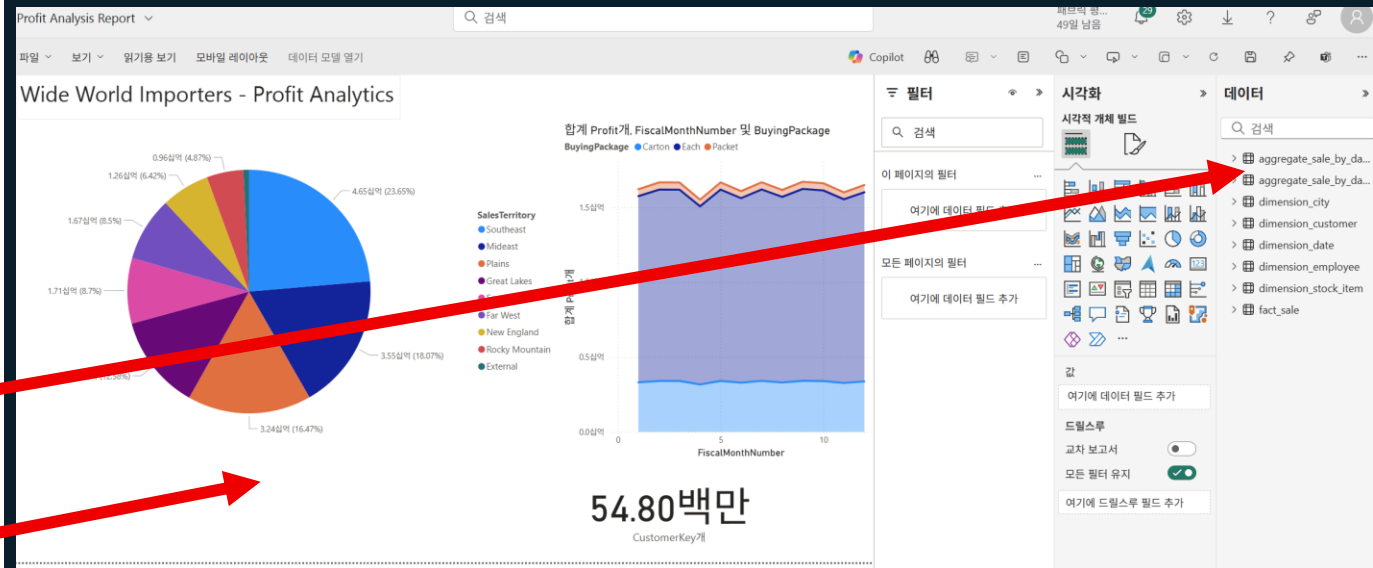 Profit Analysis Report
검색
패브릭 평...
49일 남음
29
A
파일
보기
읽기용 보기
모바일 레이아웃
데이터 모델 열기
Copilot
Wide World Importers - Profit Analytics
0.96십억 (4.87%)
1.26십억 (6.42%)
1.67십억 (8.5%)
1.71십억 (8.7%)
4.65십억 (23.65%)
3.55십억 (18.07%)
3.24십억 (16.47%)
SalesTerritory
Southeast
Mideast
Plains
Great Lakes
Far West
New England
Rocky Mountain
External
합계 Profit개, FiscalMonthNumber 및 BuyingPackage
BuyingPackage
Carton
Each
Packet
1.5십억
0.5십억
0.0십억
0
5
10
FiscalMonthNumber
54.80백만
CustomerKey개
필터
검색
이 페이지의 필터
...
여기에 데이터 필드
모든 페이지의 필터
...
여기에 데이터 필드 추가
시각화
시각적 개체 빌드
123
...
값
여기에 데이터 필드 추가
드릴스루
교차 보고서
모든 필터 유지
여기에 드릴스루 필드 추가
데이터
검색
aggregate_sale_by_da...
aggregate_sale_by_da...
dimension_city
dimension_customer
dimension_date
dimension_employee
dimension_stock_item
fact_sale